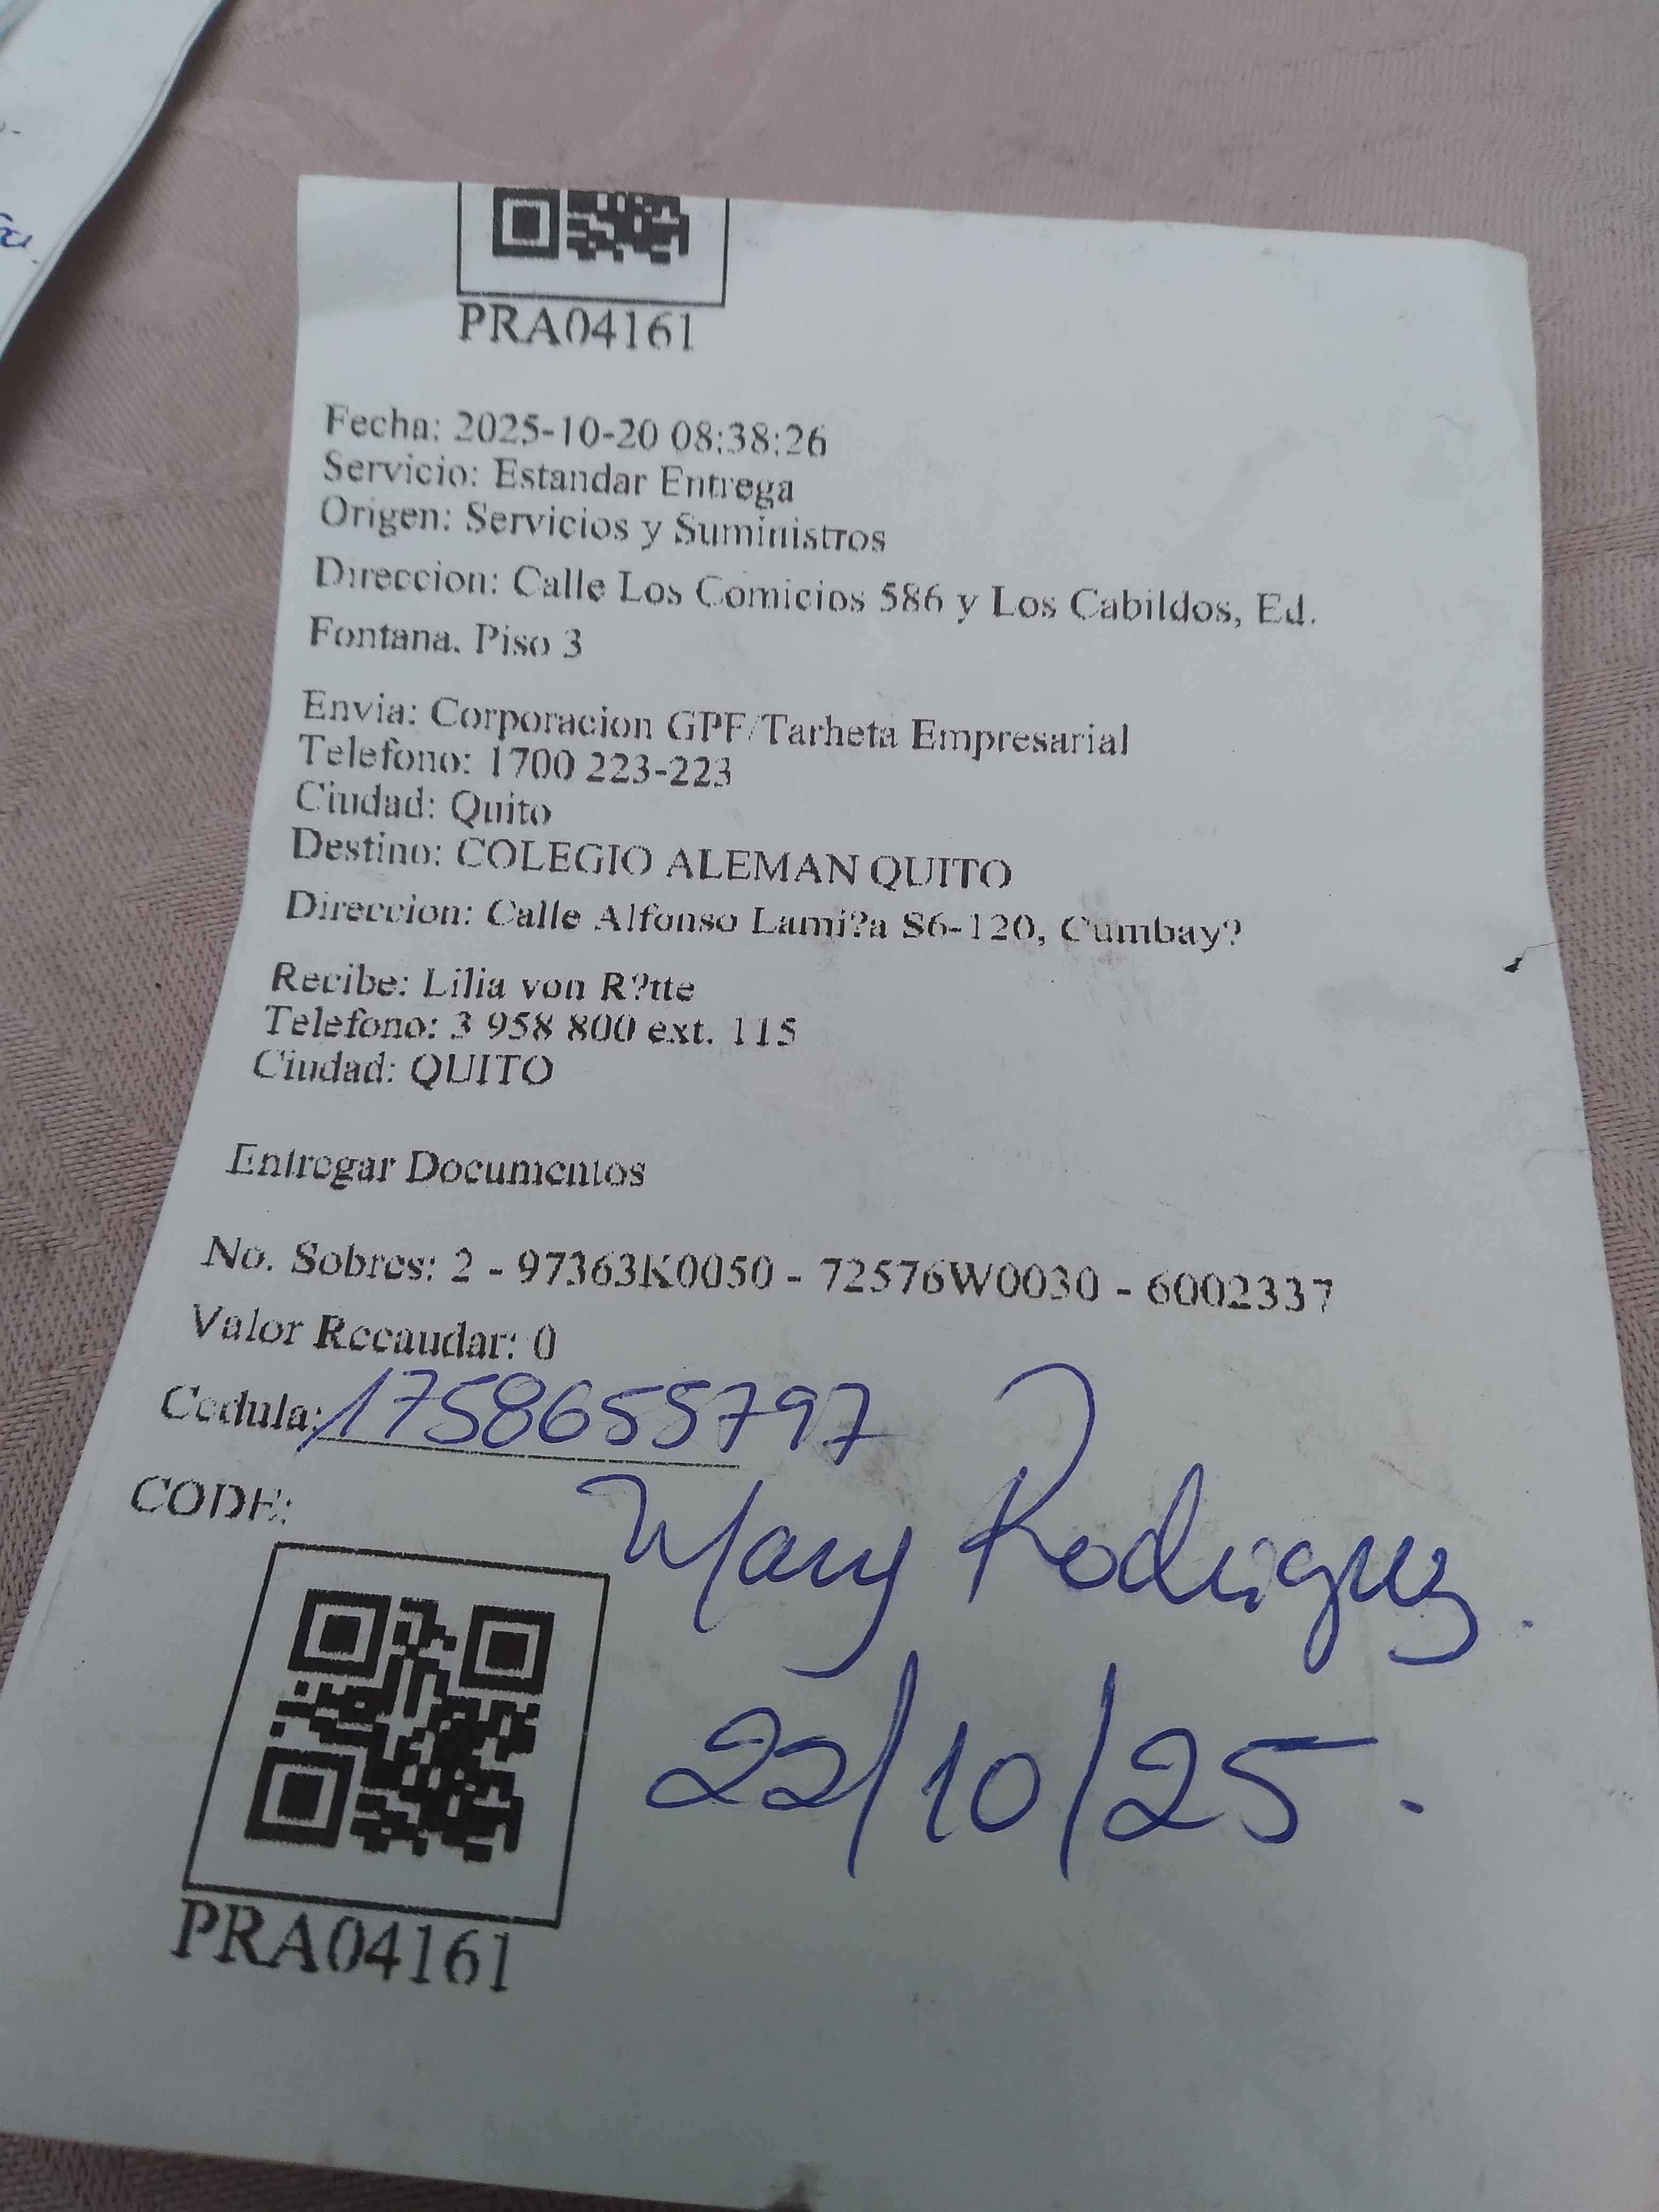 PRA04161
Fecha: 2025-10-20 08:38:26
Servicio: Estandar Entrega
Origen: Servicios y Suministros
Direccion: Calle Los Comicios 586 y Los Cabildos, Ed.
Fontana. Piso 3
Envia: Corporacion GPF/Tarheta Empresarial
Telefono: 1700 223-223
Ciudad: Quito
Destino: COLEGIO ALEMAN QUITO
Direccion: Calle Alfonso Lami?a S6-120, Cumbay?
Recibe: Lilia von R?tte
Telefono: 3 958 800 ext. 115
Ciudad: QUITO
Entregar Documentos
No. Sobres: 2 - 97363K0050 - 72576W0030 - 6002337
Valor Recaudar: 0
Cedula: 1758655797
CODE: Mary Rodriguez.
22/10/25.
PRA04161